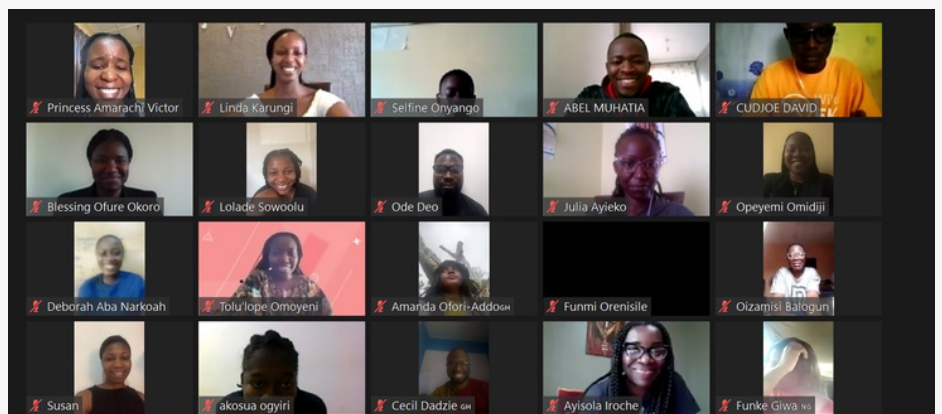 Princess Amarachi Victor
Linda Karungi
Selfine Onyango
ABEL MUHATIA
CUDJOE DAVID
Blessing Ofure Okoro
Lolade Sowoolu
Ode Deo
Julia Ayieko
Opeyemi Omidiji
Deborah Aba Narkoah
Tolu'lope Omoyeni
Amanda Ofori-Addo GH
Funmi Orenisile
Oizamisi Balogun
Susan
akosua ogyiri
Cecil Dadzie GH
Ayisola Iroche
Funke Giwa NG